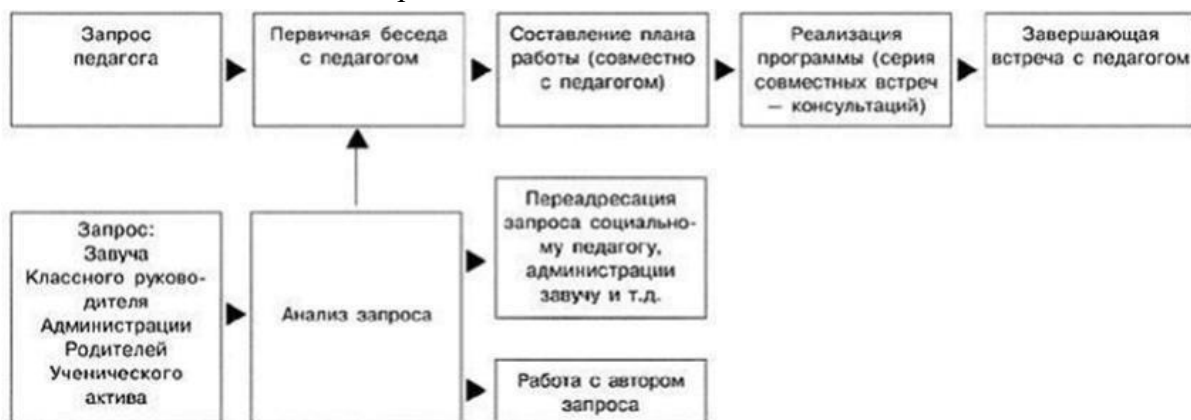 Запрос
педагога
Первичная беседа
с педагогом
Составление плана
работы (совместно
с педагогом)
Реализация
программы (серия
совместных встреч
— консультаций)
Завершающая
встреча с педагогом
Запрос:
Завуча
Классного руково-
дителя
Администрации
Родителей
Ученического
актива
Анализ запроса
Переадресация
запроса социально-
му педагогу,
администрации
завучу и т.д.
Работа с автором
запроса